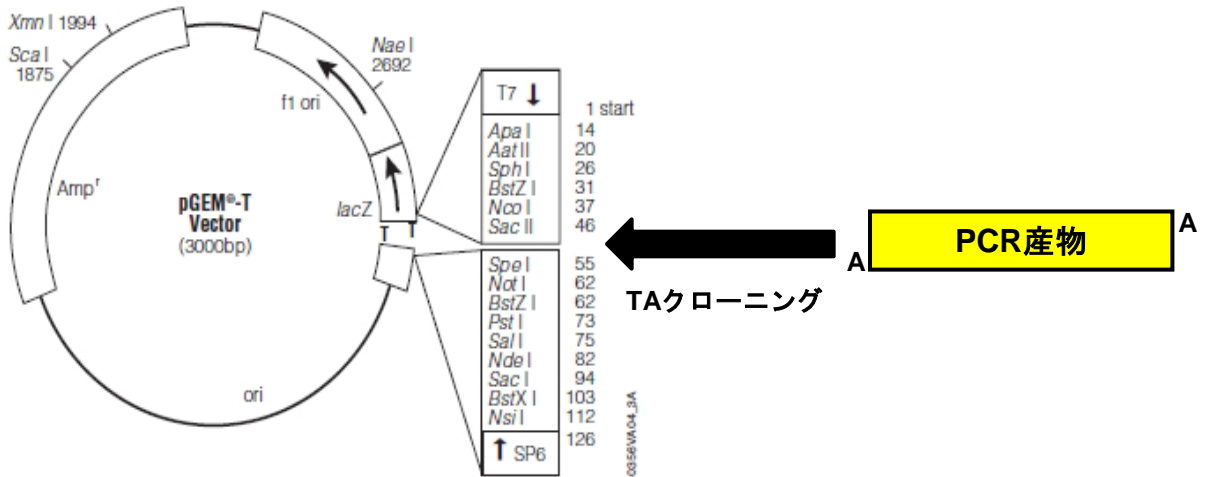 Xmn I 1994
Sca I
1875
Nae I
2692
f1 ori
Ampʳ
pGEM®-T
Vector
(3000bp)
lacZ
T T
ori
T7 ↓
1 start
Apa I 14
Aat II 20
Sph I 26
BstZ I 31
Nco I 37
Sac II 46
Spe I 55
Not I 62
BstZ I 62
Pst I 73
Sal I 75
Nde I 82
Sac I 94
BstX I 103
Nsi I 112
↑ SP6
126
0356VA04_3A
TAクローニング
A
PCR産物
A